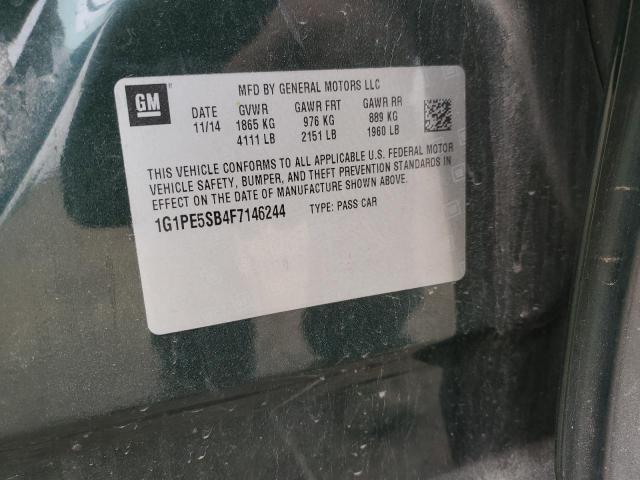 GM
MFD BY GENERAL MOTORS LLC
DATE GVWR GAWR FRT GAWR RR
11/14 1865 KG 976 KG 889 KG
4111 LB 2151 LB 1960 LB
THIS VEHICLE CONFORMS TO ALL APPLICABLE U.S. FEDERAL MOTOR
VEHICLE SAFETY, BUMPER, AND THEFT PREVENTION STANDARDS IN
EFFECT ON THE DATE OF MANUFACTURE SHOWN ABOVE.
1G1PE5SB4F7146244 TYPE: PASS CAR